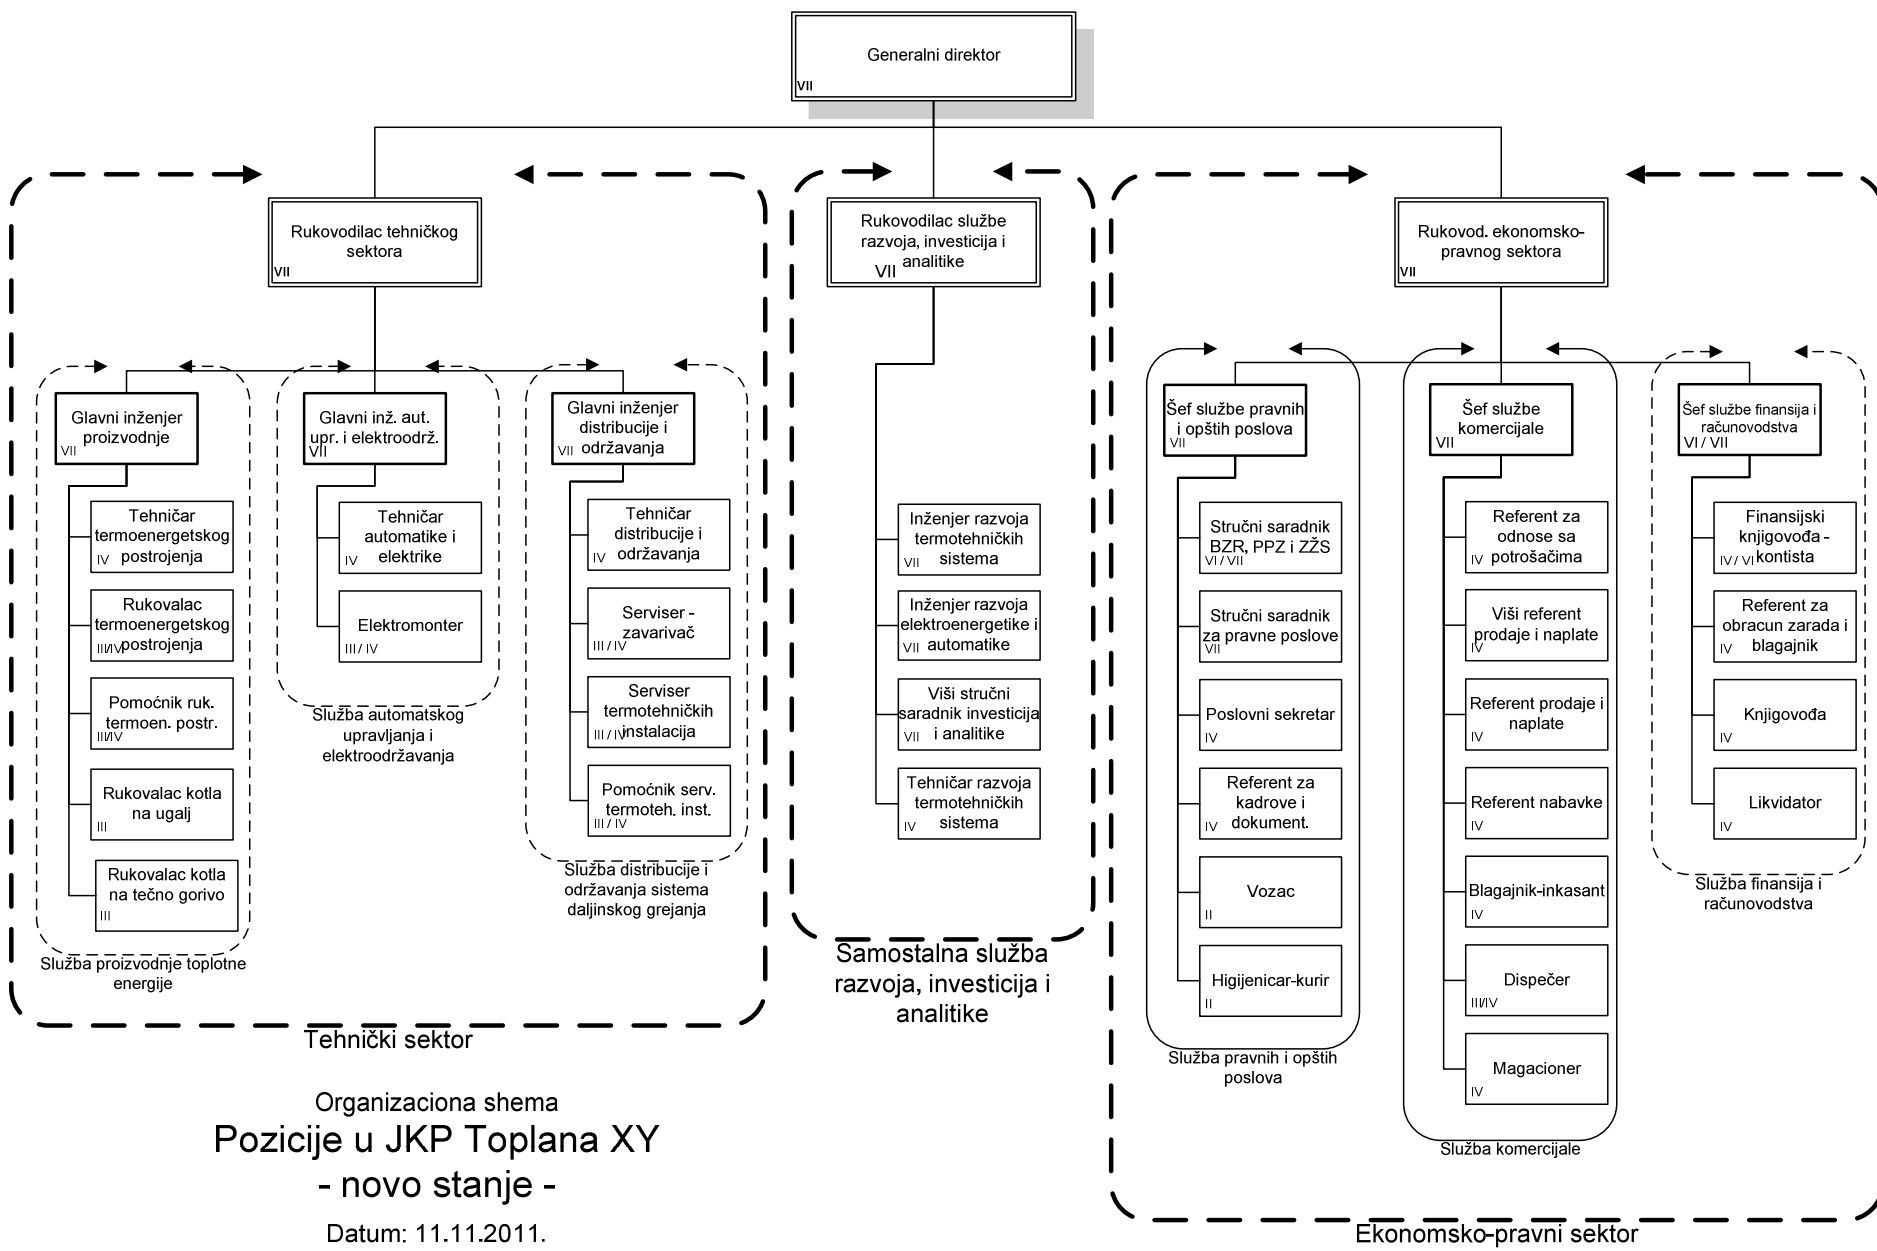 Generalni direktor
VII
Rukovodilac tehničkog
sektora
VII
Rukovodilac službe
razvoja, investicija i
analitike
VII
Rukovod. ekonomsko-
pravnog sektora
VII
Glavni inženjer
proizvodnje
VII
Tehničar
termoenergetskog
postrojenja
IV
Rukovalac
termoenergetskog
postrojenja
III/IV
Pomoćnik ruk.
termoen. postr.
III/IV
Rukovalac kotla
na ugalj
III
Rukovalac kotla
na tečno gorivo
III
Služba proizvodnje toplotne
energije
Glavni inž. aut.
upr. i elektroodrž.
VII
Tehničar
automatike i
elektrike
IV
Elektromonter
III / IV
Služba automatskog
upravljanja i
elektroodržavanja
Glavni inženjer
distribucije i
održavanja
VII
Tehničar
distribucije i
održavanja
IV
Serviser -
zavarivač
III / IV
Serviser
termotehničkih
instalacija
III / IV
Pomoćnik serv.
termoteh. inst.
III / IV
Služba distribucije i
održavanja sistema
daljinskog grejanja
Tehnički sektor
Inženjer razvoja
termotehničkih
sistema
VII
Inženjer razvoja
elektroenergetike i
automatike
VII
Viši stručni
saradnik investicija
i analitike
VII
Tehničar razvoja
termotehničkih
sistema
IV
Samostalna služba
razvoja, investicija i
analitike
Šef službe pravnih
i opštih poslova
VII
Stručni saradnik
BZR, PPZ i ZŽS
VI / VII
Stručni saradnik
za pravne poslove
VII
Poslovni sekretar
IV
Referent za
kadrove i
dokument.
IV
Vozac
II
Higijenicar-kurir
II
Služba pravnih i opštih
poslova
Šef službe
komercijale
VII
Referent za
odnose sa
potrošačima
IV
Viši referent
prodaje i naplate
IV
Referent prodaje i
naplate
IV
Referent nabavke
IV
Blagajnik-inkasant
IV
Dispečer
III/IV
Magacioner
IV
Služba komercijale
Šef službe finansija i
računovodstva
VI / VII
Finansijski
knjigovođa -
kontista
IV / VI
Referent za
obracun zarada i
blagajnik
IV
Knjigovođa
IV
Likvidator
IV
Služba finansija i
računovodstva
Ekonomsko-pravni sektor
Organizaciona shema
Pozicije u JKP Toplana XY
- novo stanje -
Datum: 11.11.2011.